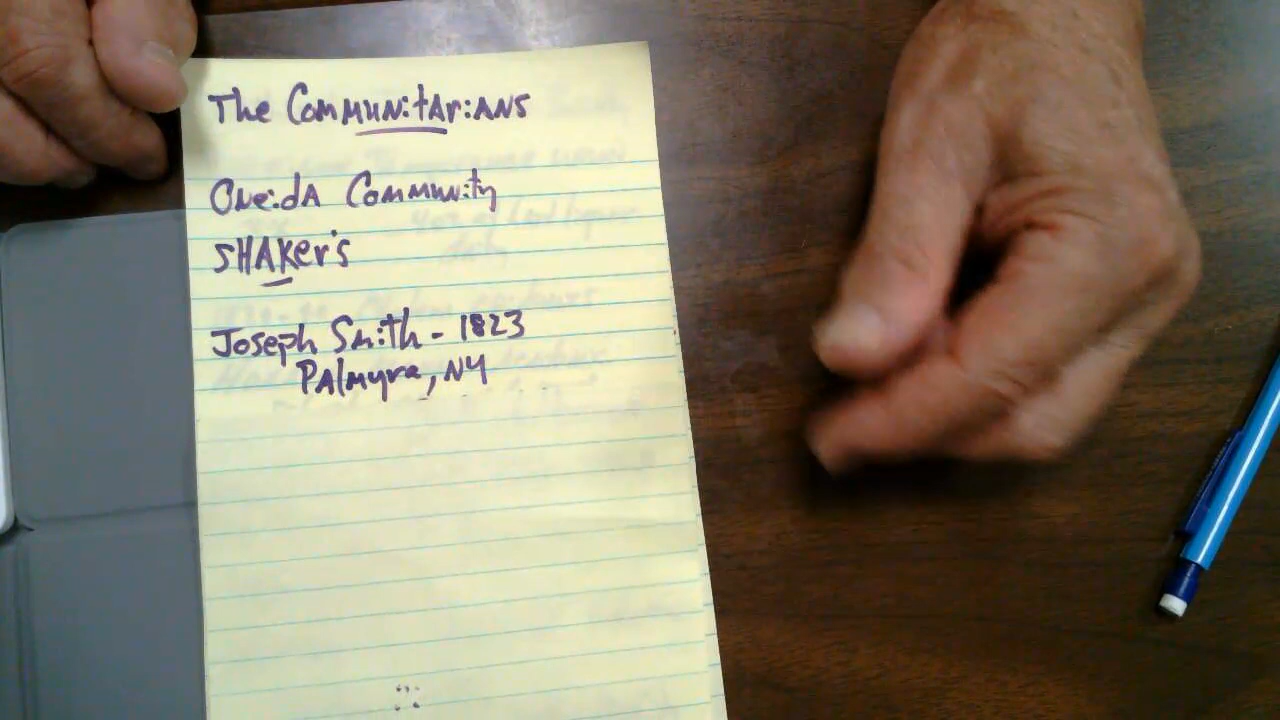 The Communitarians
Oneida Community
SHAKer's
Joseph Smith - 1823
Palmyra, NY